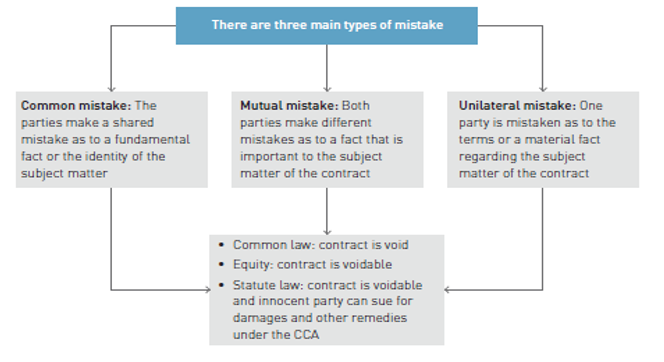 There are three main types of mistake
Common mistake: The
parties make a shared
mistake as to a fundamental
fact or the identity of the
subject matter
Mutual mistake: Both
parties make different
mistakes as to a fact that is
important to the subject
matter of the contract
Unilateral mistake: One
party is mistaken as to the
terms or a material fact
regarding the subject
matter of the contract
• Common law: contract is void
• Equity: contract is voidable
• Statute law: contract is voidable
and innocent party can sue for
damages and other remedies
under the CCA